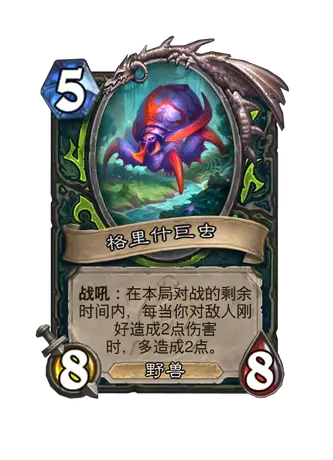 5
格里什巨虫
战吼：在本局对战的剩余
时间内，每当你对敌人刚
好造成2点伤害
时，多造成2点。
8
野兽
8